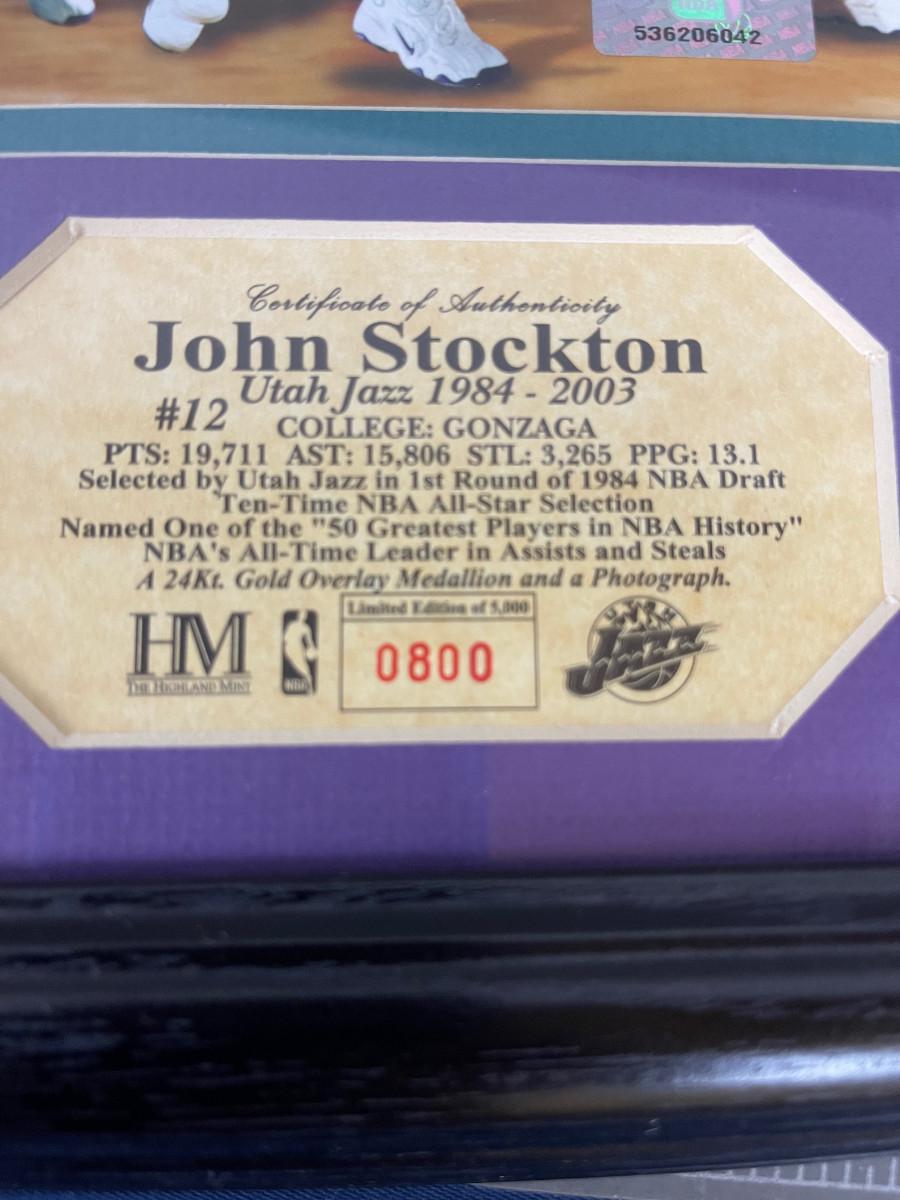 536206042
Certificate of Authenticity
John Stockton
Utah Jazz 1984 - 2003
#12
COLLEGE: GONZAGA
PTS: 19,711 AST: 15,806 STL: 3,265 PPG: 13.1
Selected by Utah Jazz in 1st Round of 1984 NBA Draft
Ten-Time NBA All-Star Selection
Named One of the "50 Greatest Players in NBA History"
NBA's All-Time Leader in Assists and Steals
A 24Kt. Gold Overlay Medallion and a Photograph.
Limited Edition of 5,000
0800
HM
THE HIGHLAND MINT
NBA
UTAH
JAZZ